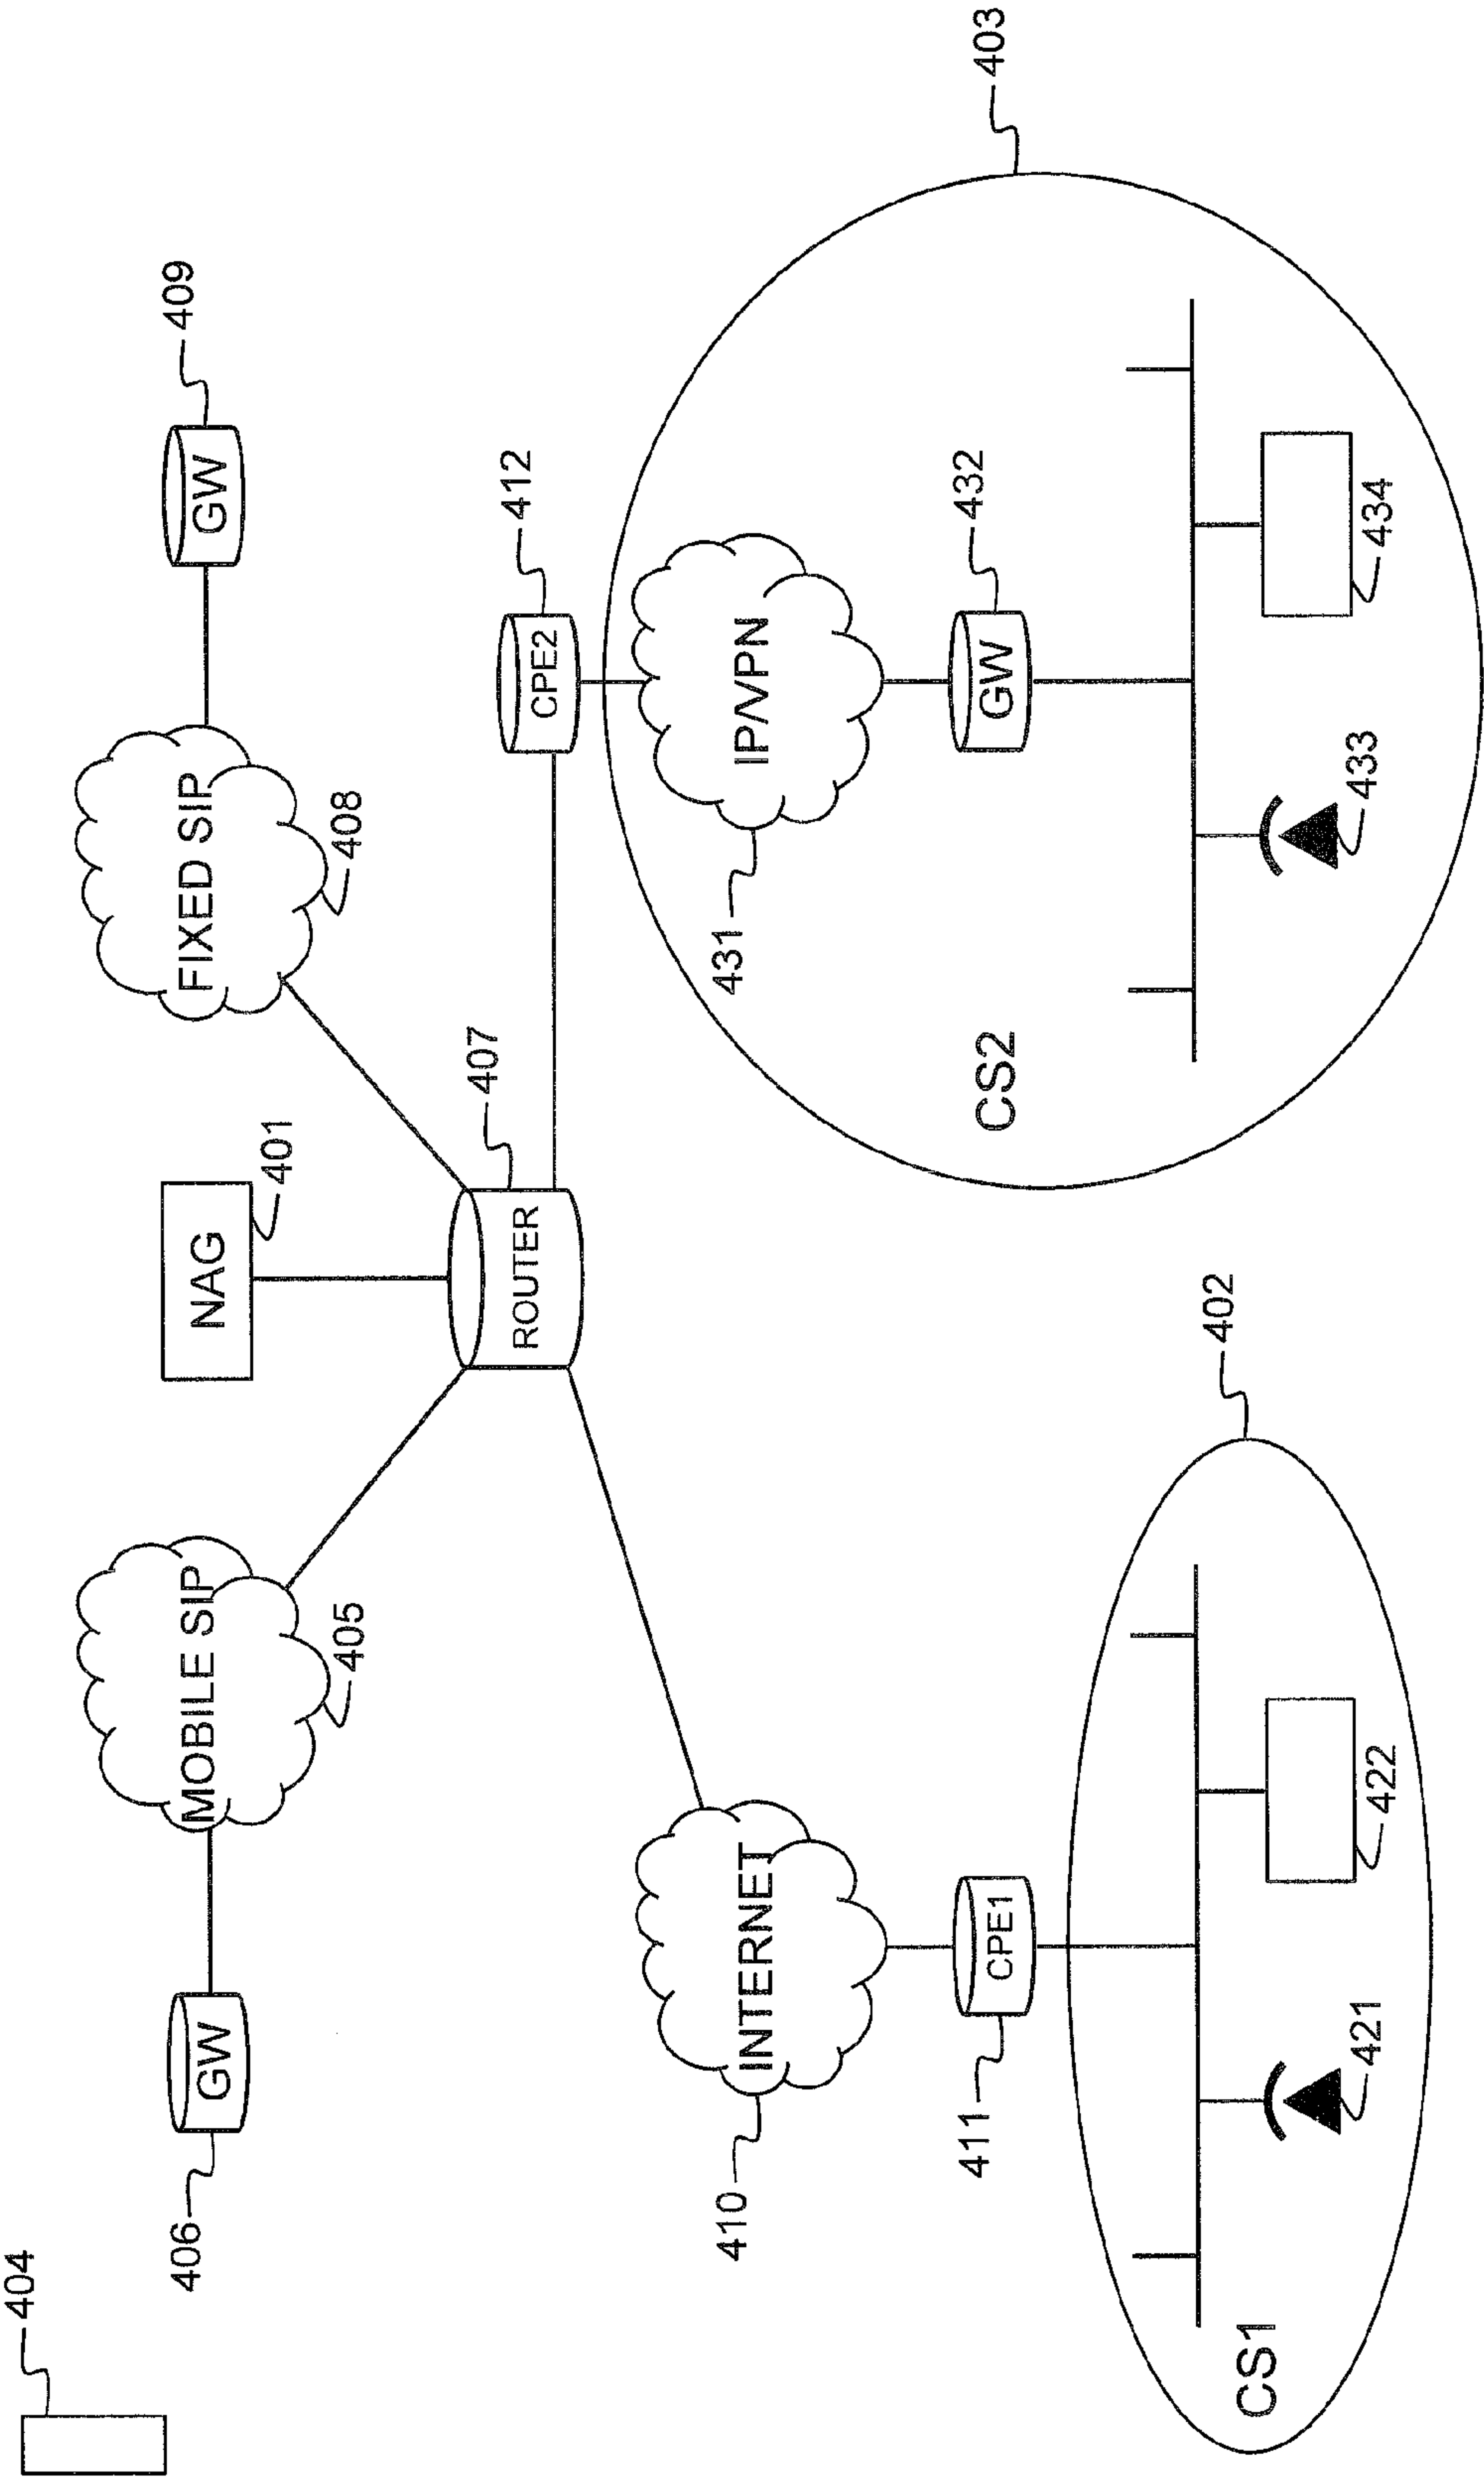 404
406
GW
MOBILE SIP
405
NAG
401
FIXED SIP
408
GW
409
ROUTER
407
CPE2
412
410
INTERNET
411
CPE1
CS1
421
422
402
431
IP/VPN
GW
432
CS2
433
434
403